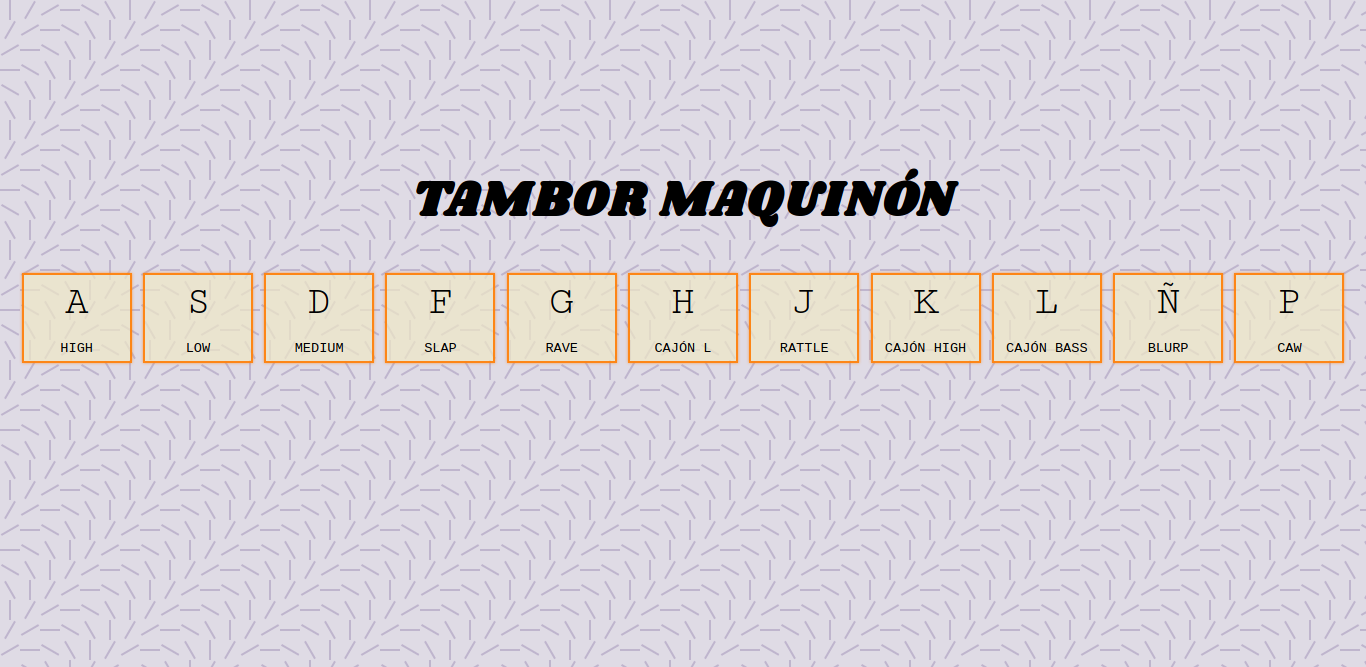 TAMBOR MAQUINÓN
A S D F G H J K L Ñ P
HIGH LOW MEDIUM SLAP RAVE CAJÓN L RATTLE CAJÓN HIGH CAJÓN BASS BLURP CAW